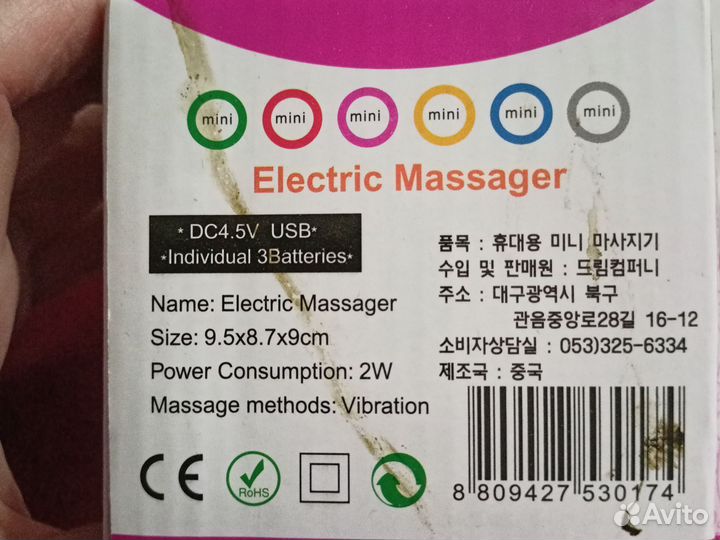 mini mini mini mini mini mini
Electric Massager
*DC4.5V USB*
*Individual 3Batteries*
Name: Electric Massager
Size: 9.5x8.7x9cm
Power Consumption: 2W
Massage methods: Vibration
품목 : 휴대용 미니 마사지기
수입 및 판매원 : 드림컴퍼니
주소 : 대구광역시 북구
관음중앙로28길 16-12
소비자상담실 : 053)325-6334
제조국 : 중국
CE
RoHS
8 809427 530174
Avito